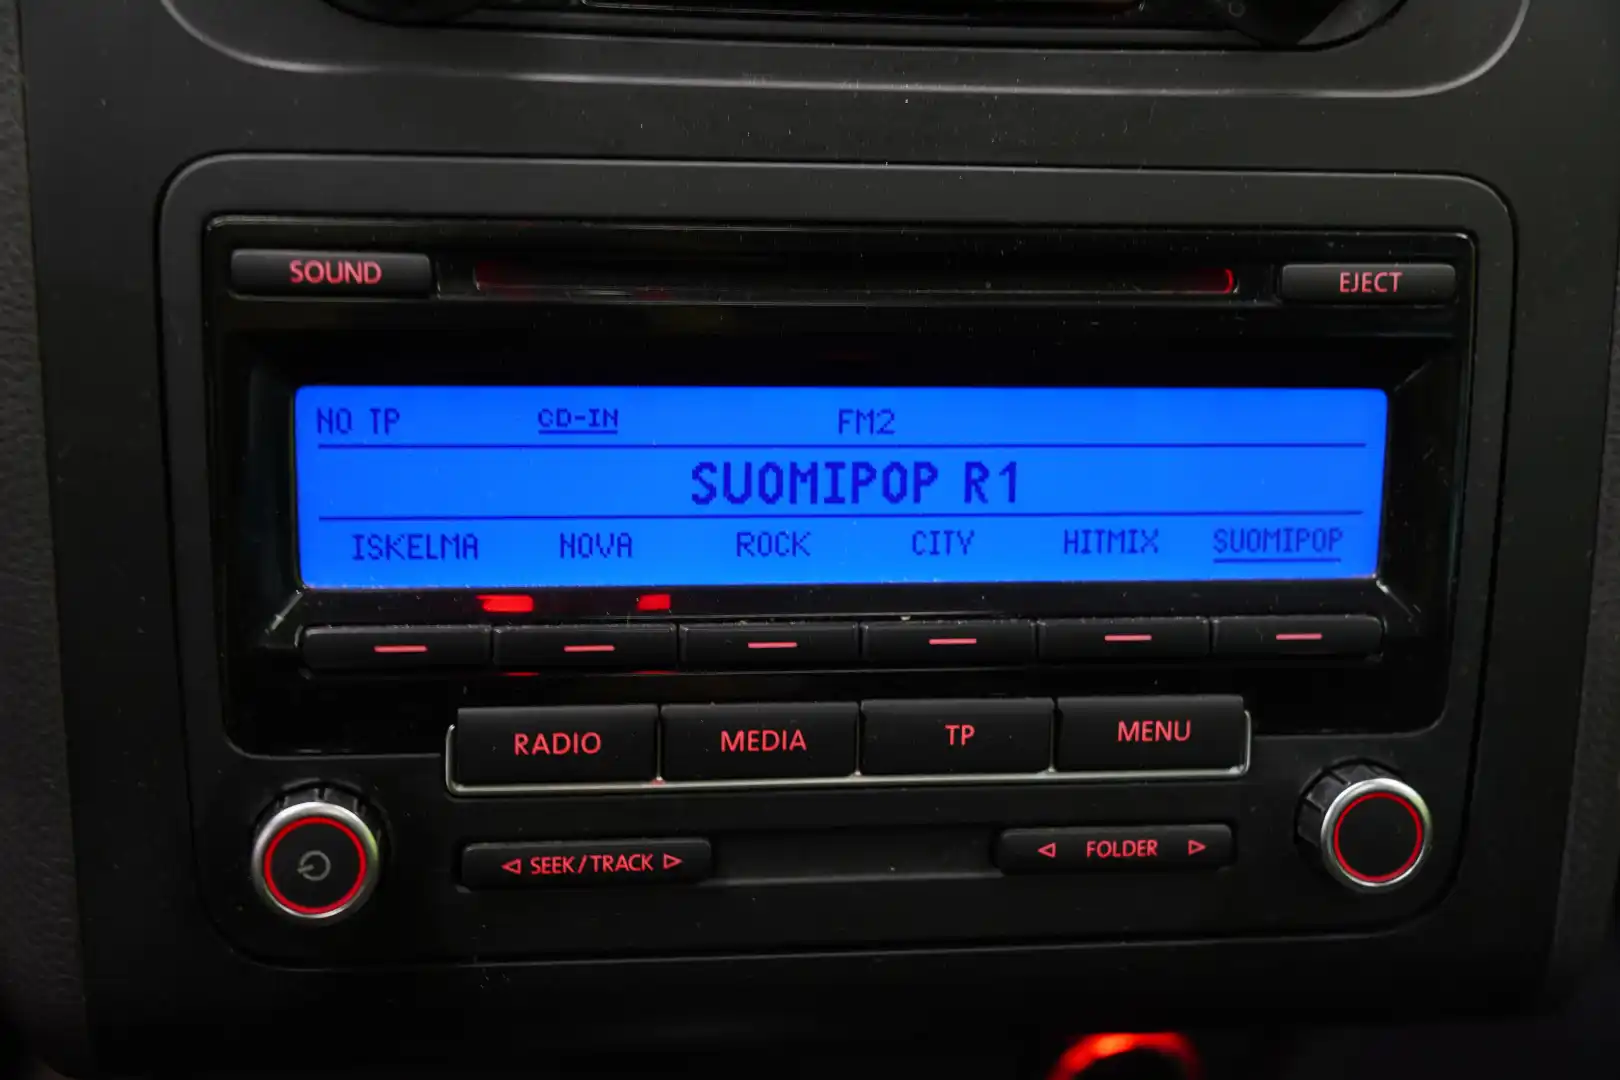 SOUND EJECT
NO TP CD-IN FM2
SUOMIPOP R1
ISKELMA NOVA ROCK CITY HITMIX SUOMIPOP
RADIO MEDIA TP MENU
SEEK/TRACK FOLDER